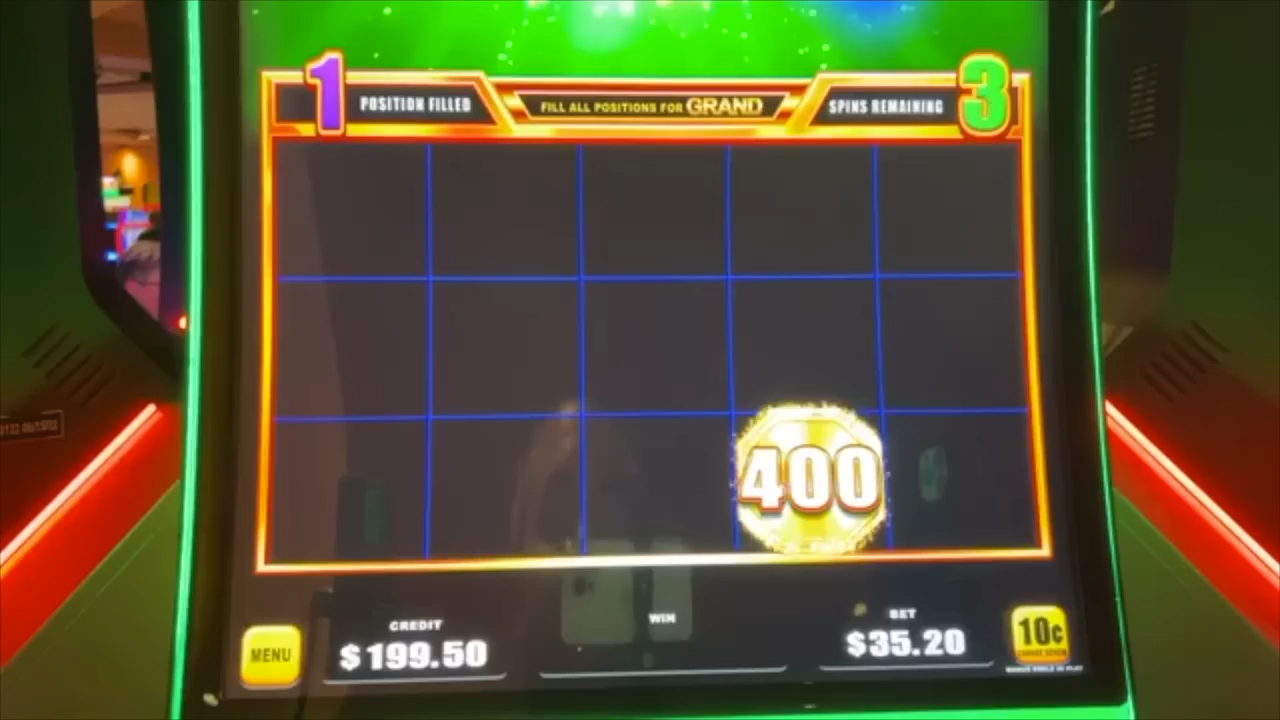 1 POSITION FILLED
FILL ALL POSITIONS FOR GRAND
SPINS REMAINING 3
400
MENU
CREDIT
$199.50
WIN
BET
$35.20
10c